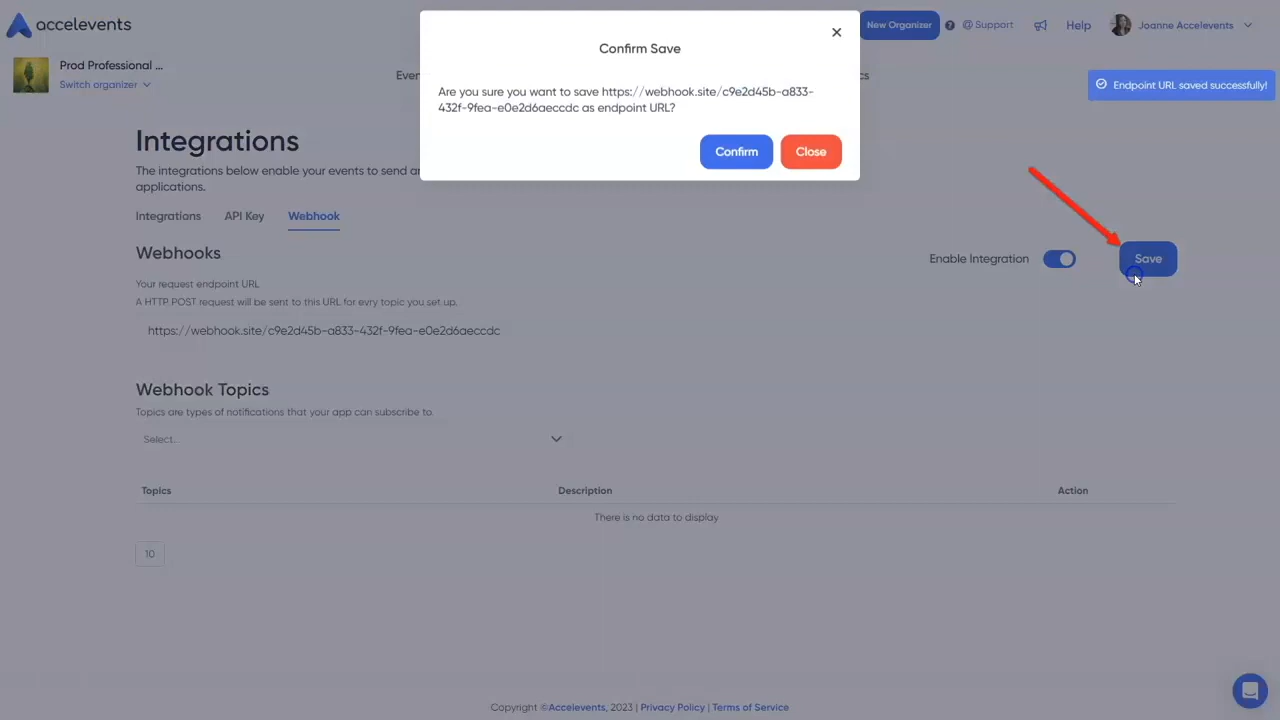 accelevents
New Organizer
@ Support
Help
Joanne Accelevents
Prod Professional ...
Switch organizer
Even
cs
Endpoint URL saved successfully!
Confirm Save
Are you sure you want to save https://webhook.site/c9e2d45b-a833-
432f-9fea-e0e2d6aeccdc as endpoint URL?
Confirm
Close
Integrations
The integrations below enable your events to send an
applications.
Integrations
API Key
Webhook
Webhooks
Enable Integration
Save
Your request endpoint URL
A HTTP POST request will be sent to this URL for evry topic you set up.
https://webhook.site/c9e2d45b-a833-432f-9fea-e0e2d6aeccdc
Webhook Topics
Topics are types of notifications that your app can subscribe to.
Select...
Topics
Description
Action
There is no data to display
10
Copyright ©Accelevents, 2023 | Privacy Policy | Terms of Service